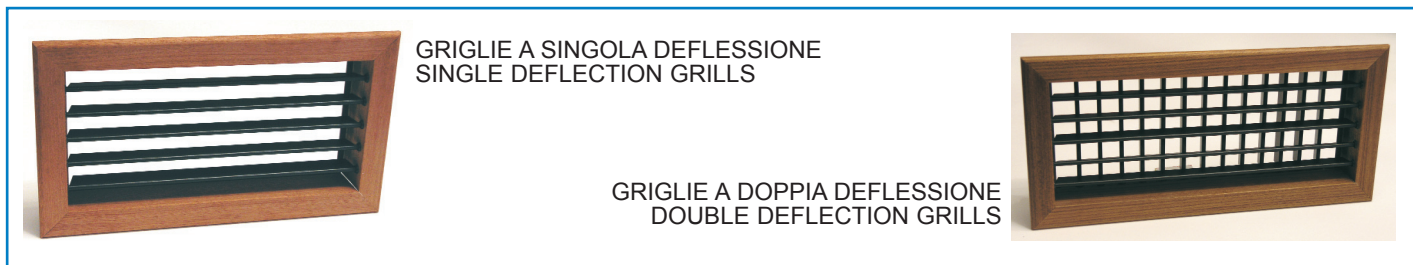 GRIGLIE A SINGOLA DEFLESSIONE
SINGLE DEFLECTION GRILLS
GRIGLIE A DOPPIA DEFLESSIONE
DOUBLE DEFLECTION GRILLS